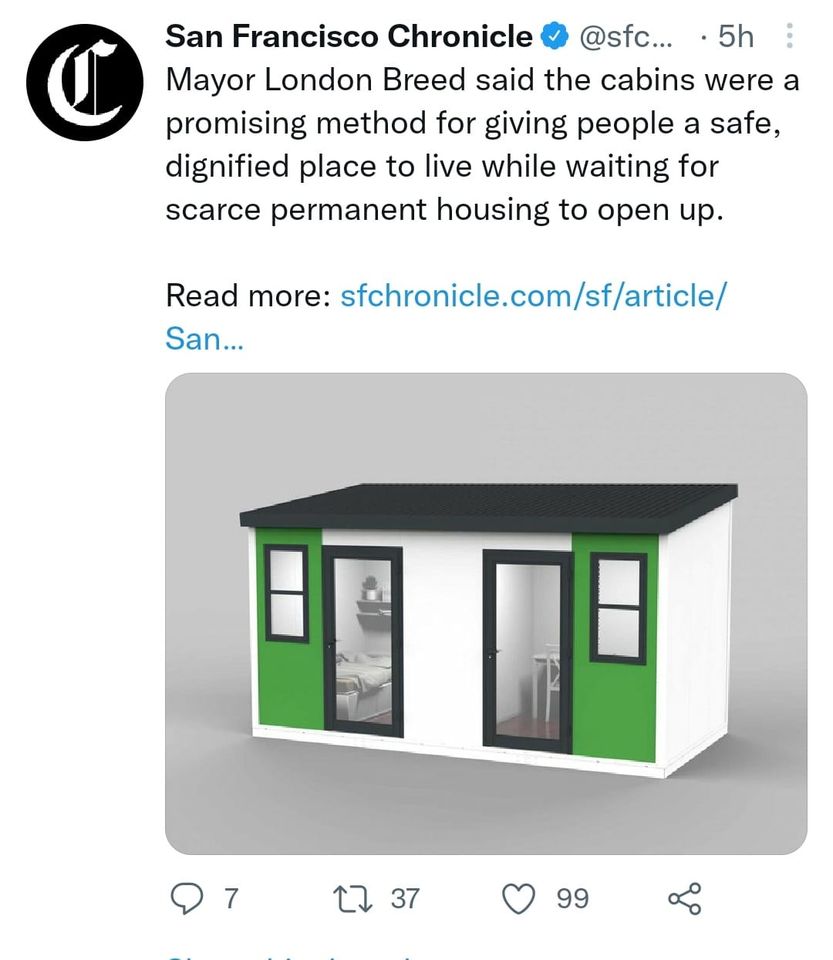 San Francisco Chronicle @sfc... · 5h
Mayor London Breed said the cabins were a
promising method for giving people a safe,
dignified place to live while waiting for
scarce permanent housing to open up.
Read more: sfchronicle.com/sf/article/
San...
7 37 99